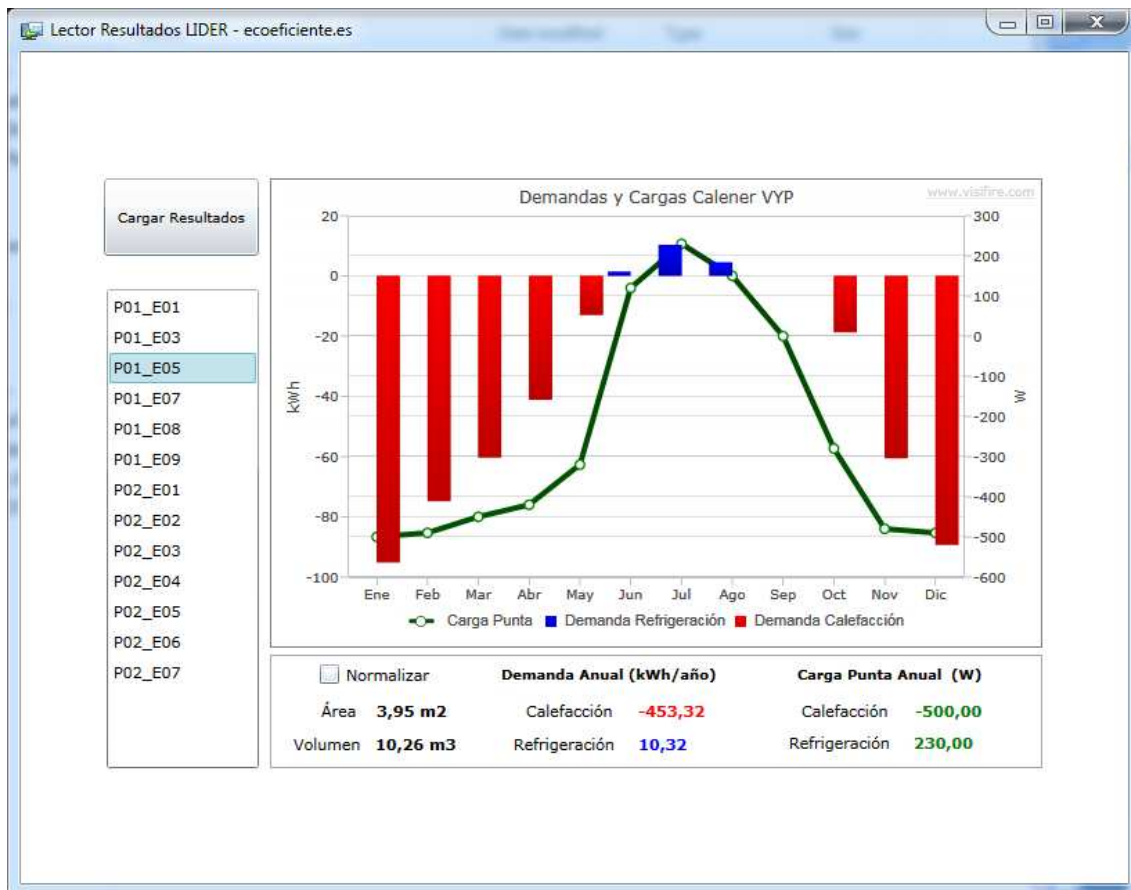 Lector Resultados LIDER - ecoeficiente.es
Cargar Resultados
P01_E01
P01_E03
P01_E05
P01_E07
P01_E08
P01_E09
P02_E01
P02_E02
P02_E03
P02_E04
P02_E05
P02_E06
P02_E07
Demandas y Cargas Calener VYP
www.visifire.com
20
0
-20
-40
-60
-80
-100
kWh
300
200
100
0
-100
-200
-300
-400
-500
-600
W
Ene Feb Mar Abr May Jun Jul Ago Sep Oct Nov Dic
Carga Punta Demanda Refrigeración Demanda Calefacción
Normalizar Demanda Anual (kWh/año) Carga Punta Anual (W)
Área 3,95 m2 Calefacción -453,32 Calefacción -500,00
Volumen 10,26 m3 Refrigeración 10,32 Refrigeración 230,00